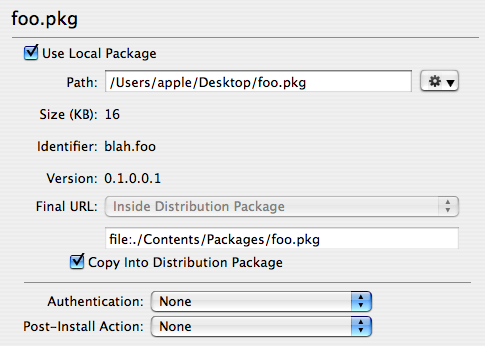 foo.pkg
Use Local Package
Path: /Users/apple/Desktop/foo.pkg
Size (KB): 16
Identifier: blah.foo
Version: 0.1.0.0.1
Final URL: Inside Distribution Package
file:./Contents/Packages/foo.pkg
Copy Into Distribution Package
Authentication: None
Post-Install Action: None